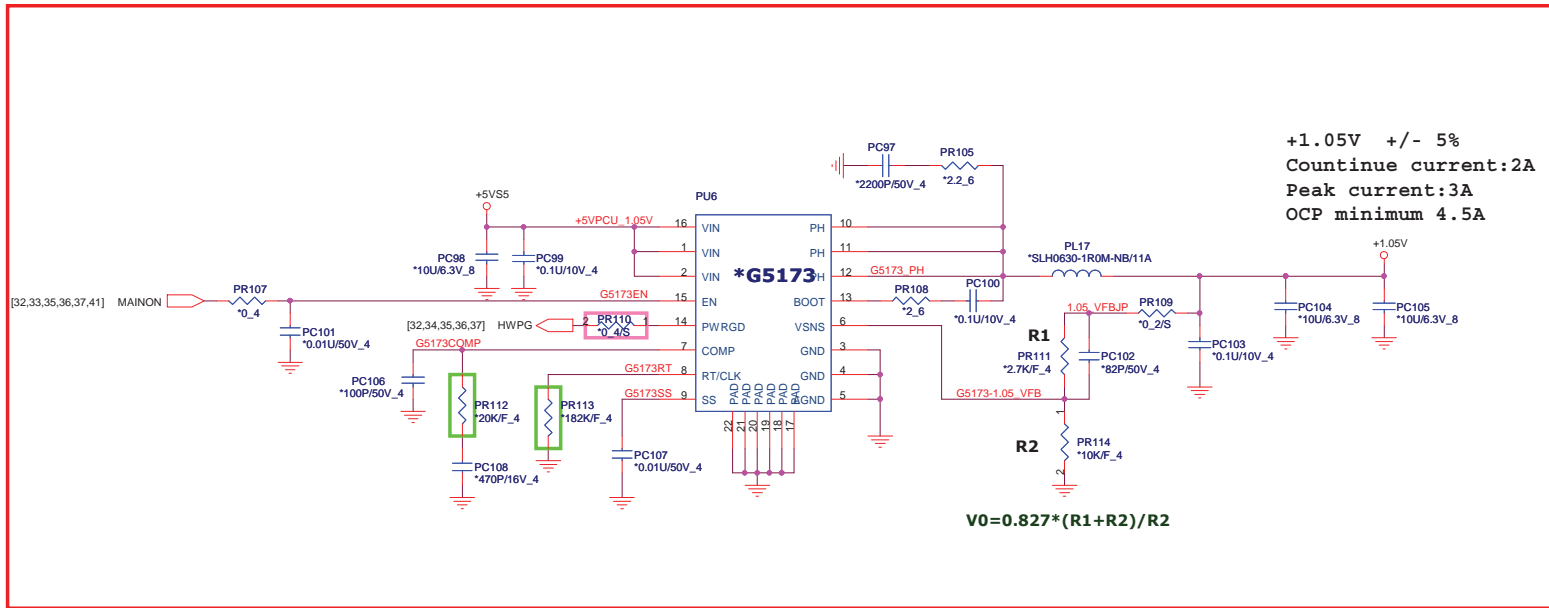 +1.05V +/- 5%
Countinue current:2A
Peak current:3A
OCP minimum 4.5A
PC97
*2200P/50V_4
PR105
*2.2_6
PU6
*G5173
+5VS5
+5VPCU_1.05V
PC98
*10U/6.3V_8
PC99
*0.1U/10V_4
16 VIN
1 VIN
2 VIN
15 EN
14 PWRGD
7 COMP
8 RT/CLK
9 SS
PH 10
PH 11
PH 12
BOOT 13
VSNS 6
GND 3
GND 4
AGND 5
PAD PAD PAD PAD PAD PAD
22 21 20 19 18 17
[32,33,35,36,37,41] MAINON
PR107
*0_4
G5173EN
PC101
*0.01U/50V_4
[32,34,35,36,37] HWPG
2 PR110 1
*0_4/S
G5173COMP
PC106
*100P/50V_4
PR112
*20K/F_4
PC108
*470P/16V_4
G5173RT
PR113
*182K/F_4
G5173SS
PC107
*0.01U/50V_4
G5173_PH
PR108
*2_6
PC100
*0.1U/10V_4
PL17
*SLH0630-1R0M-NB/11A
+1.05V
1.05_VFBJP
PR109
*0_2/S
PC103
*0.1U/10V_4
PC104
*10U/6.3V_8
PC105
*10U/6.3V_8
R1
PR111
*2.7K/F_4
PC102
*82P/50V_4
G5173-1.05_VFB
R2
1
PR114
*10K/F_4
2
V0=0.827*(R1+R2)/R2